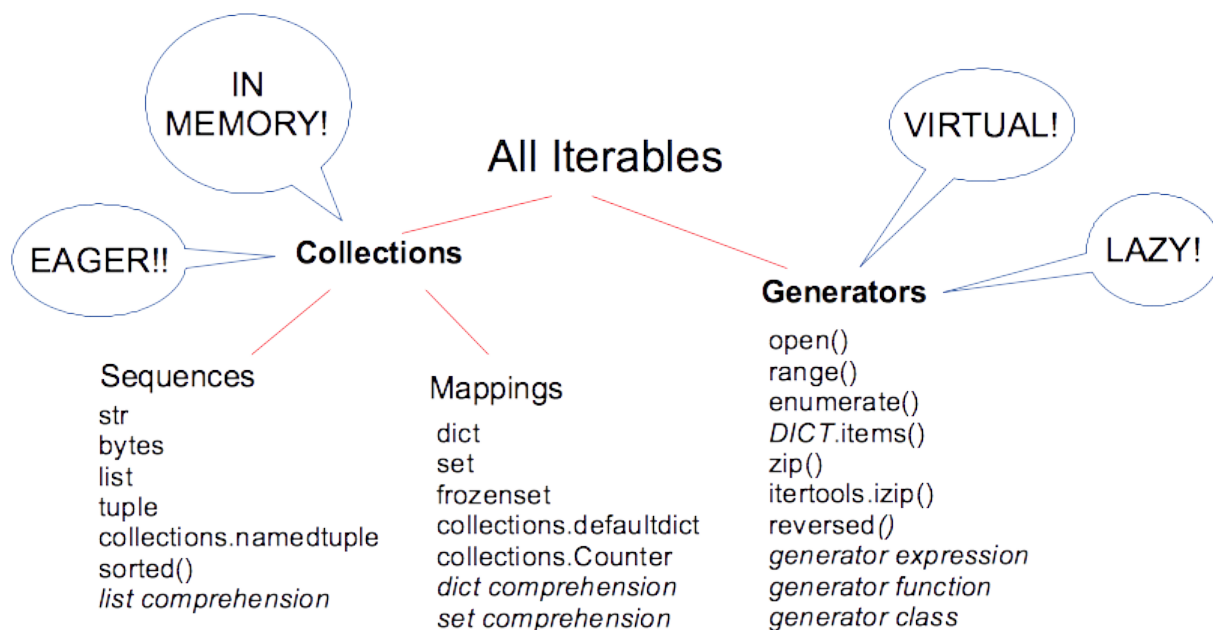 IN
MEMORY!
VIRTUAL!
All Iterables
EAGER!!
Collections
LAZY!
Generators
Sequences
str
bytes
list
tuple
collections.namedtuple
sorted()
list comprehension
Mappings
dict
set
frozenset
collections.defaultdict
collections.Counter
dict comprehension
set comprehension
open()
range()
enumerate()
DICT.items()
zip()
itertools.izip()
reversed()
generator expression
generator function
generator class